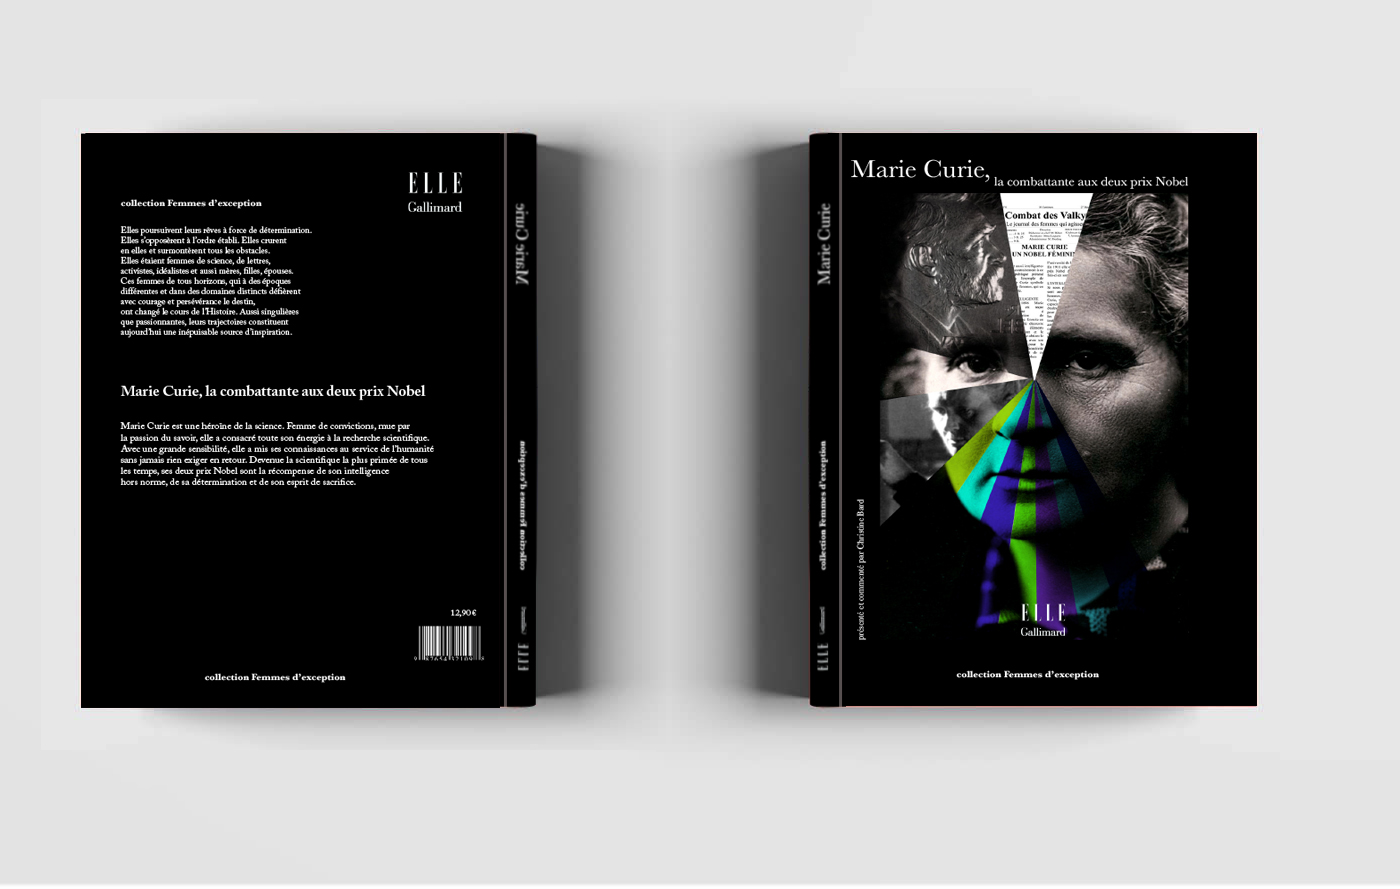 ELLE
Gallimard
collection Femmes d'exception
Elles poursuivent leurs rêves à force de détermination.
Elles s'opposèrent à l'ordre établi. Elles crurent
en elles et surmontèrent tous les obstacles.
Elles étaient femmes de science, de lettres,
activistes, idéalistes et aussi mères, filles, épouses.
Ces femmes de tous horizons, qui à des époques
différentes et dans des domaines distincts défièrent
avec courage et persévérance le destin,
ont changé le cours de l'Histoire. Aussi singulières
que passionnantes, leurs trajectoires constituent
aujourd'hui une inépuisable source d'inspiration.
Marie Curie, la combattante aux deux prix Nobel
Marie Curie est une héroïne de la science. Femme de convictions, mue par
la passion du savoir, elle a consacré toute son énergie à la recherche scientifique.
Avec une grande sensibilité, elle a mis ses connaissances au service de l'humanité
sans jamais rien exiger en retour. Devenue la scientifique la plus primée de tous
les temps, ses deux prix Nobel sont la récompense de son intelligence
hors norme, de sa détermination et de son esprit de sacrifice.
12,90€
collection Femmes d'exception
Marie Curie
collection Femmes d'exception
Gallimard
ELLE
Marie Curie
collection Femmes d'exception
Gallimard
ELLE
Marie Curie,
la combattante aux deux prix Nobel
Combat des Valky
Le journal des femmes qui agisse
MARIE CURIE
UN NOBEL FÉMINI
présenté et commenté par Christine Bard
ELLE
Gallimard
collection Femmes d'exception